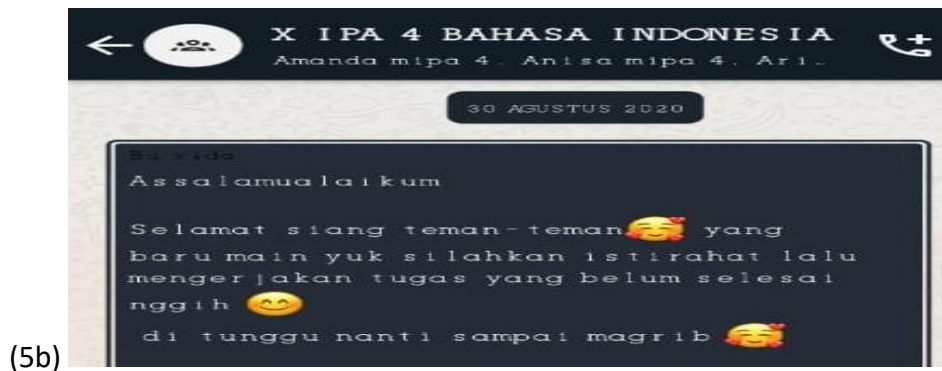 X IPA 4 BAHASA INDONESIA
Amanda mipa 4. Anisa mipa 4. Ari...
30 AGUSTUS 2020
Bu vida
Assalamualaikum
Selamat siang teman-teman🥰 yang
baru main yuk silahkan istirahat lalu
mengerjakan tugas yang belum selesai
nggih 😊
di tunggu nanti sampai magrib 🥰
(5b)